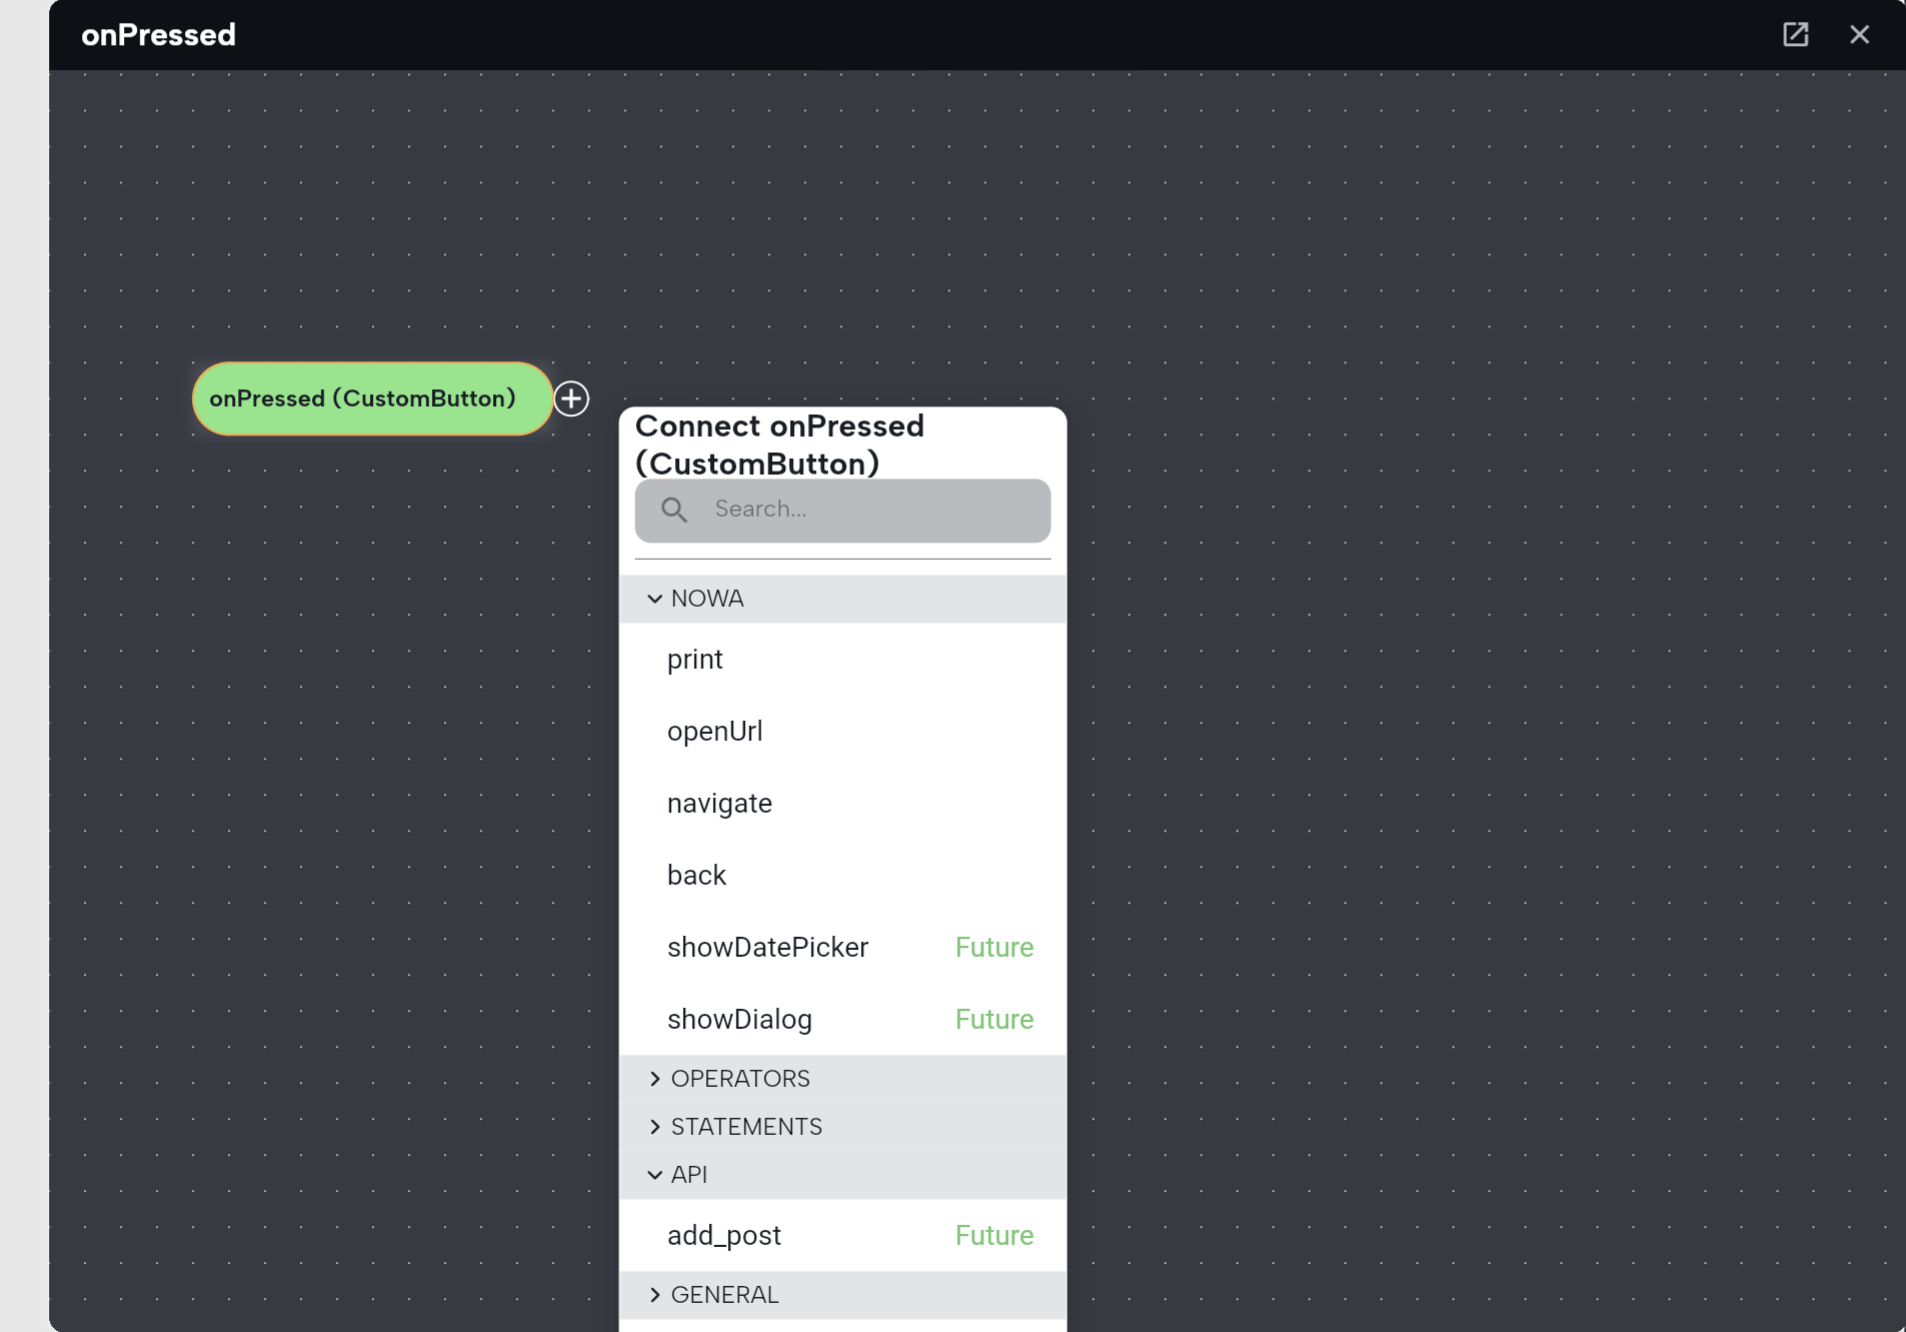 onPressed
onPressed (CustomButton)
Connect onPressed
(CustomButton)
Search...
NOWA
print
openUrl
navigate
back
showDatePicker Future
showDialog Future
OPERATORS
STATEMENTS
API
add_post Future
GENERAL